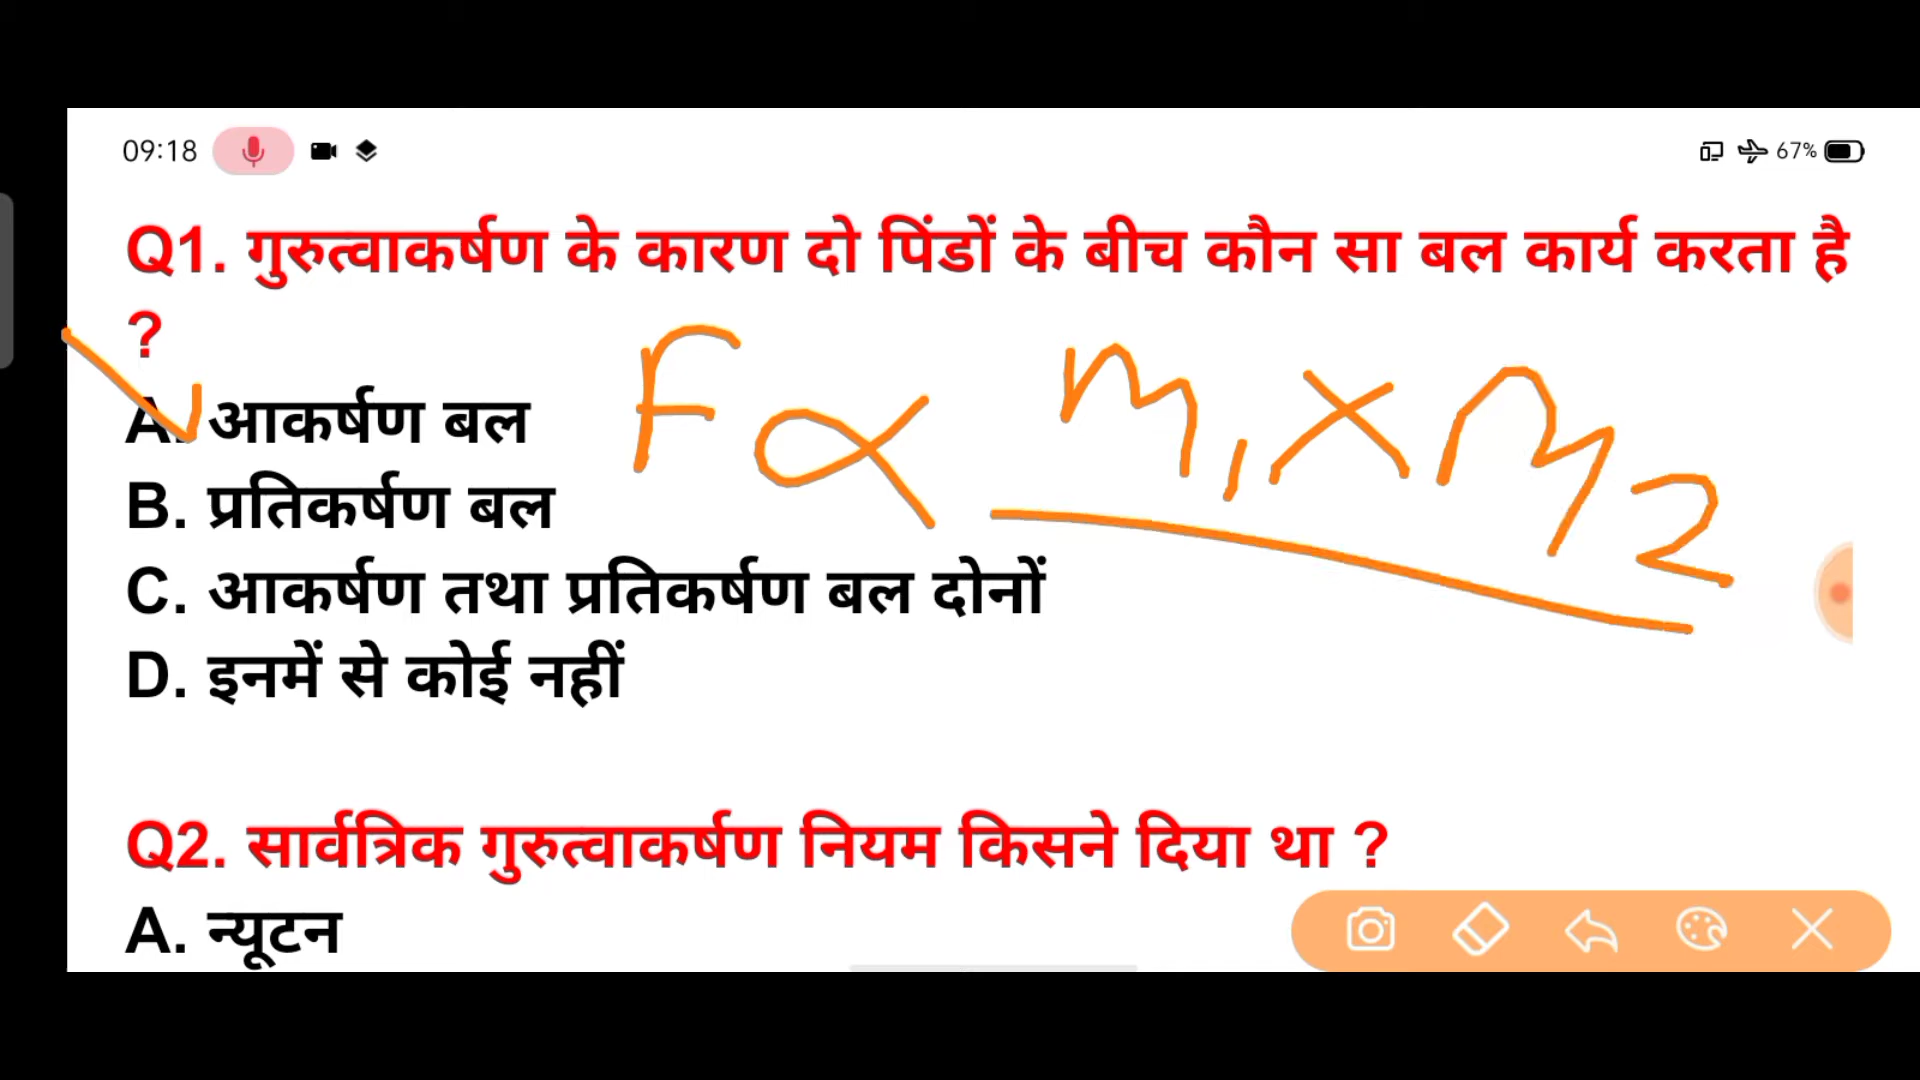 09:18 67%
Q1. गुरुत्वाकर्षण के कारण दो पिंडों के बीच कौन सा बल कार्य करता है
?
A. आकर्षण बल
F ∝ m1 × m2
B. प्रतिकर्षण बल
C. आकर्षण तथा प्रतिकर्षण बल दोनों
D. इनमें से कोई नहीं
Q2. सार्वत्रिक गुरुत्वाकर्षण नियम किसने दिया था ?
A. न्यूटन